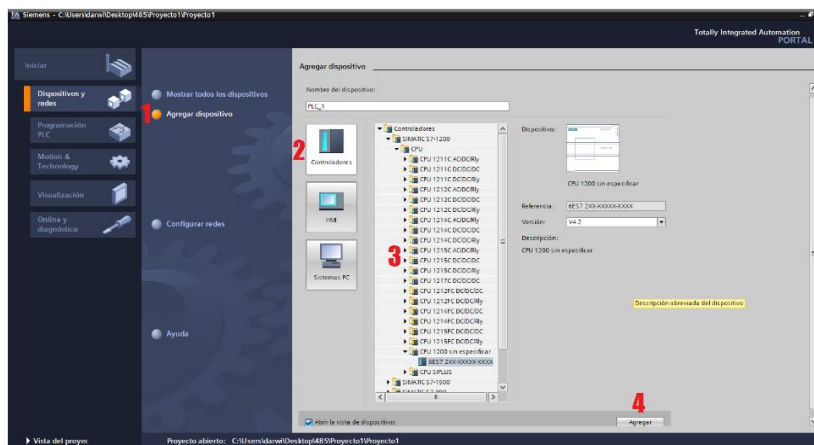 Siemens - C:\Users\darwi\Desktop\485\Proyecto1\Proyecto1
Totally Integrated Automation
PORTAL
Iniciar
Dispositivos y
redes
Programación
PLC
Motion &
Technology
Visualización
Online y
diagnóstico
Mostrar todos los dispositivos
1
Agregar dispositivo
Configurar redes
Ayuda
Agregar dispositivo
Nombre del dispositivo:
PLC_1
2
Controladores
HMI
Sistemas PC
3
Controladores
SIMATIC S7-1200
CPU
CPU 1211C AC/DC/Rly
CPU 1211C DC/DC/DC
CPU 1211C DC/DC/Rly
CPU 1212C AC/DC/Rly
CPU 1212C DC/DC/DC
CPU 1212C DC/DC/Rly
CPU 1214C AC/DC/Rly
CPU 1214C DC/DC/DC
CPU 1214C DC/DC/Rly
CPU 1215C AC/DC/Rly
CPU 1215C DC/DC/DC
CPU 1215C DC/DC/Rly
CPU 1217C DC/DC/DC
CPU 1212FC DC/DC/DC
CPU 1212FC DC/DC/Rly
CPU 1214FC DC/DC/DC
CPU 1214FC DC/DC/Rly
CPU 1215FC DC/DC/DC
CPU 1215FC DC/DC/Rly
CPU 1200 sin especificar
6ES7 2XX-XXXXX-XXXX
CPU SIPLUS
SIMATIC S7-1500
Dispositivo:
CPU 1200 sin especificar
Referencia:
6ES7 2XX-XXXXX-XXXX
Versión:
V4.2
Descripción:
CPU 1200 sin especificar
Descripción abreviada del dispositivo
4
Abrir la vista de dispositivos
Agregar
Vista del proyec
Proyecto abierto: C:\Users\darwi\Desktop\485\Proyecto1\Proyecto1